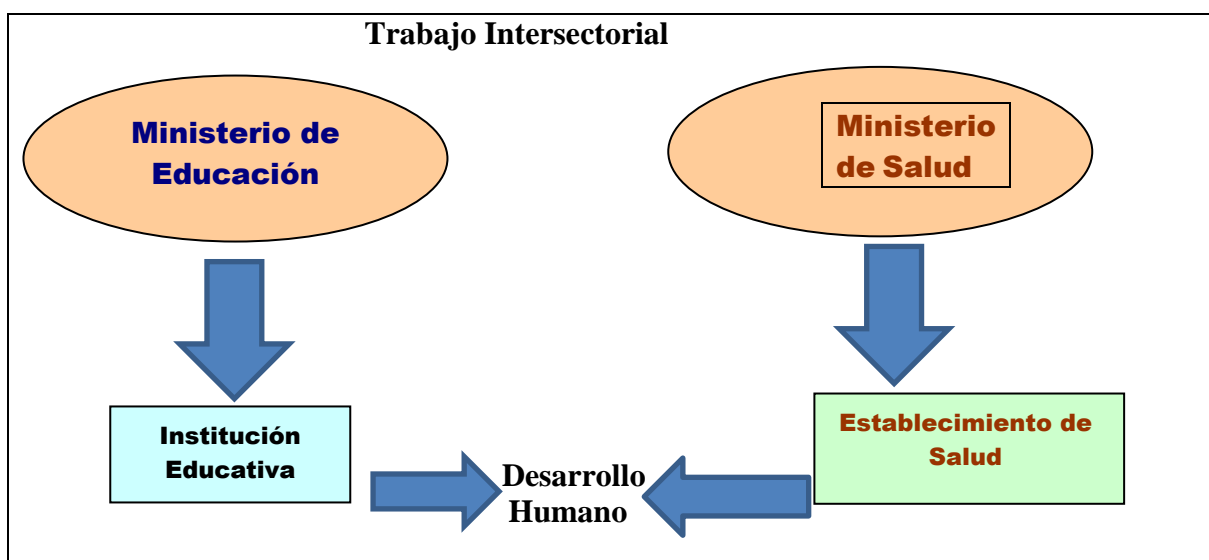 Trabajo Intersectorial
Ministerio de
Educación
Ministerio
de Salud
Institución
Educativa
Establecimiento de
Salud
Desarrollo
Humano